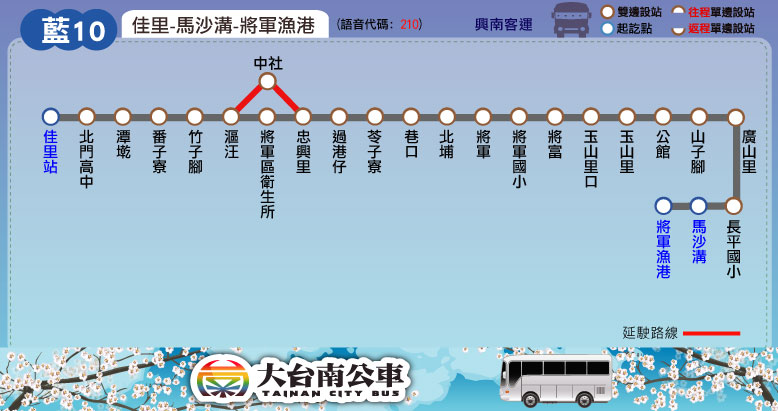 藍10
佳里-馬沙溝-將軍漁港
(語音代碼: 210)
興南客運
雙邊設站
往程單邊設站
起訖點
返程單邊設站
中社
佳里站
北門高中
潭墘
番子寮
竹子腳
漚汪
將軍區衛生所
忠興里
過港仔
苓子寮
巷口
北埔
將軍
將軍國小
將富
玉山里口
玉山里
公館
山子腳
廣山里
將軍漁港
馬沙溝
長平國小
延駛路線
大台南公車
TAINAN CITY BUS